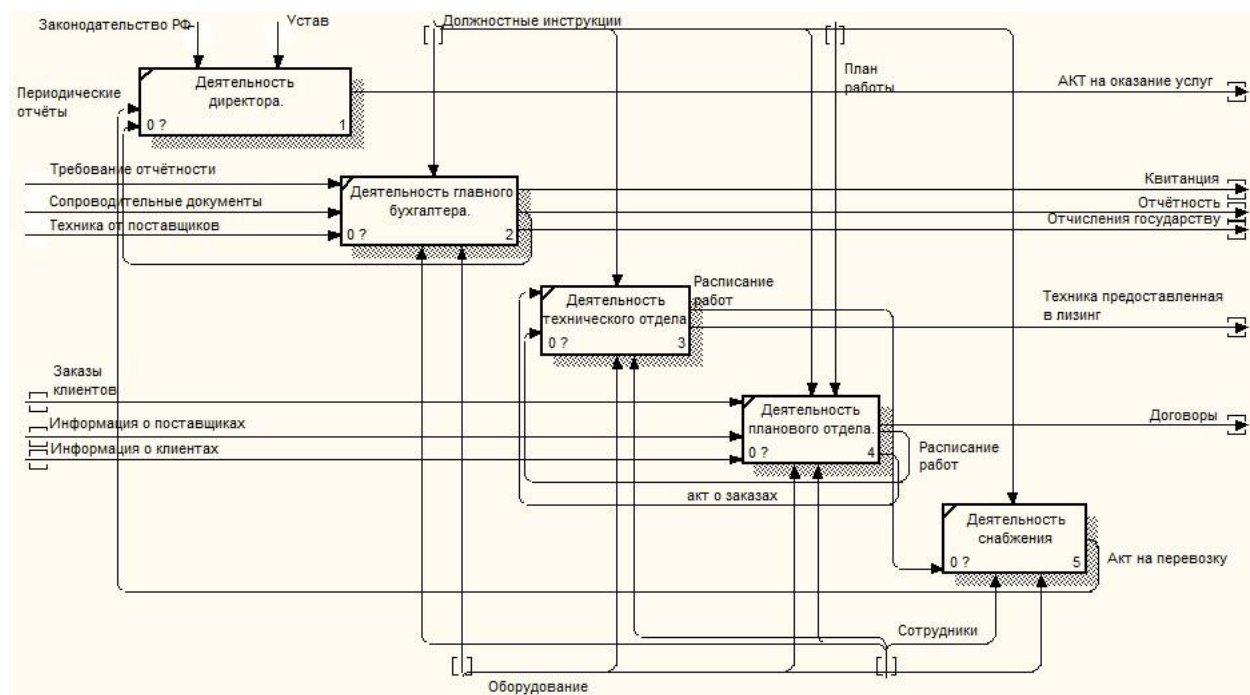 Законодательство РФ
Устав
Должностные инструкции
План
работы
Деятельность
директора.
0 ?
1
АКТ на оказание услуг
Периодические
отчёты
Требование отчётности
Сопроводительные документы
Техника от поставщиков
Деятельность главного
бухгалтера.
0 ?
2
Квитанция
Отчётность
Отчисления государству
Деятельность
технического отдела
0 ?
3
Расписание
работ
Техника предоставленная
в лизинг
Заказы
клиентов
Информация о поставщиках
Информация о клиентах
Деятельность
планового отдела.
0 ?
4
Договоры
Расписание
работ
акт о заказах
Деятельность
снабжения
0 ?
5
Акт на перевозку
Сотрудники
Оборудование